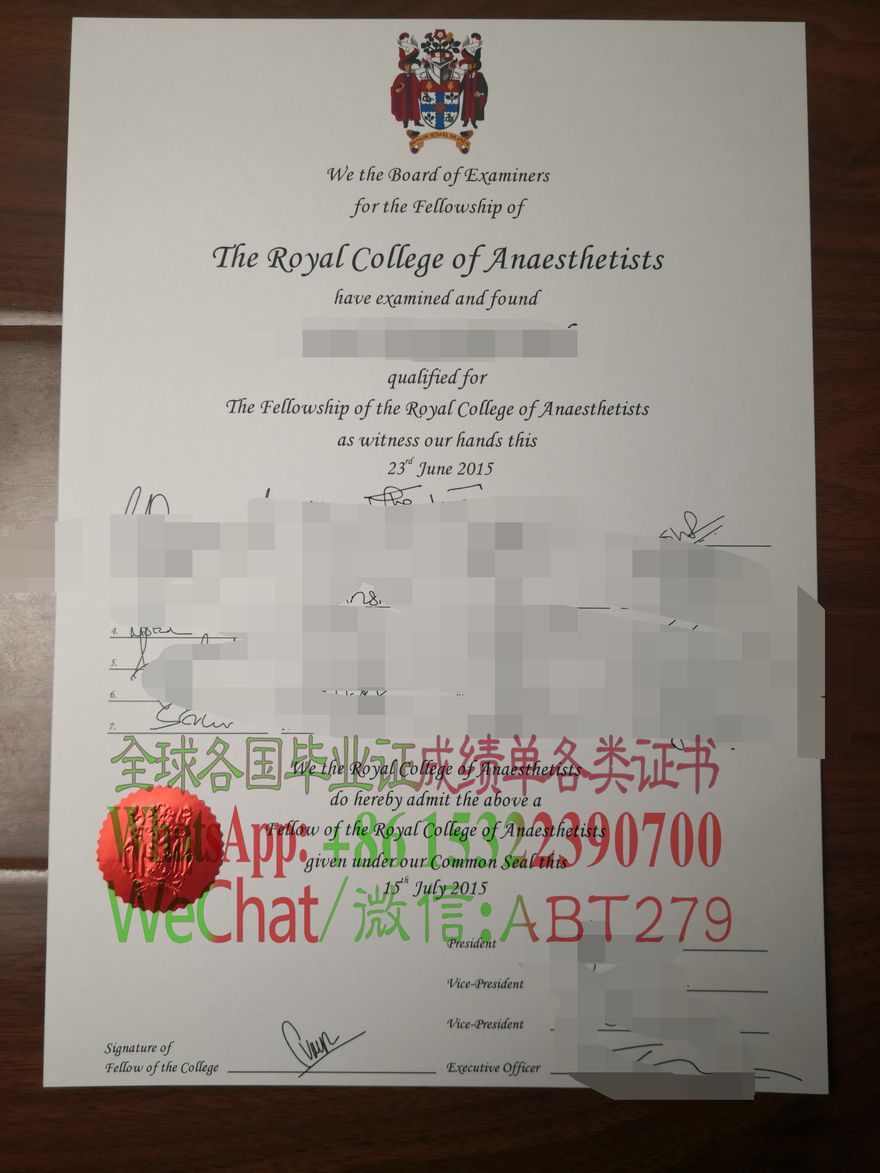 We the Board of Examiners
for the Fellowship of
The Royal College of Anaesthetists
have examined and found
qualified for
The Fellowship of the Royal College of Anaesthetists
as witness our hands this
23rd June 2015
4.
5.
6.
7.
全球各国毕业证成绩单各类证书
We the Royal College of Anaesthetists
do hereby admit the above a
WhatsApp: +86 15322390700
Fellow of the Royal College of Anaesthetists
given under our Common Seal this
15th July 2015
WeChat/微信:ABT279
President
Vice-President
Vice-President
Signature of
Fellow of the College
Executive Officer